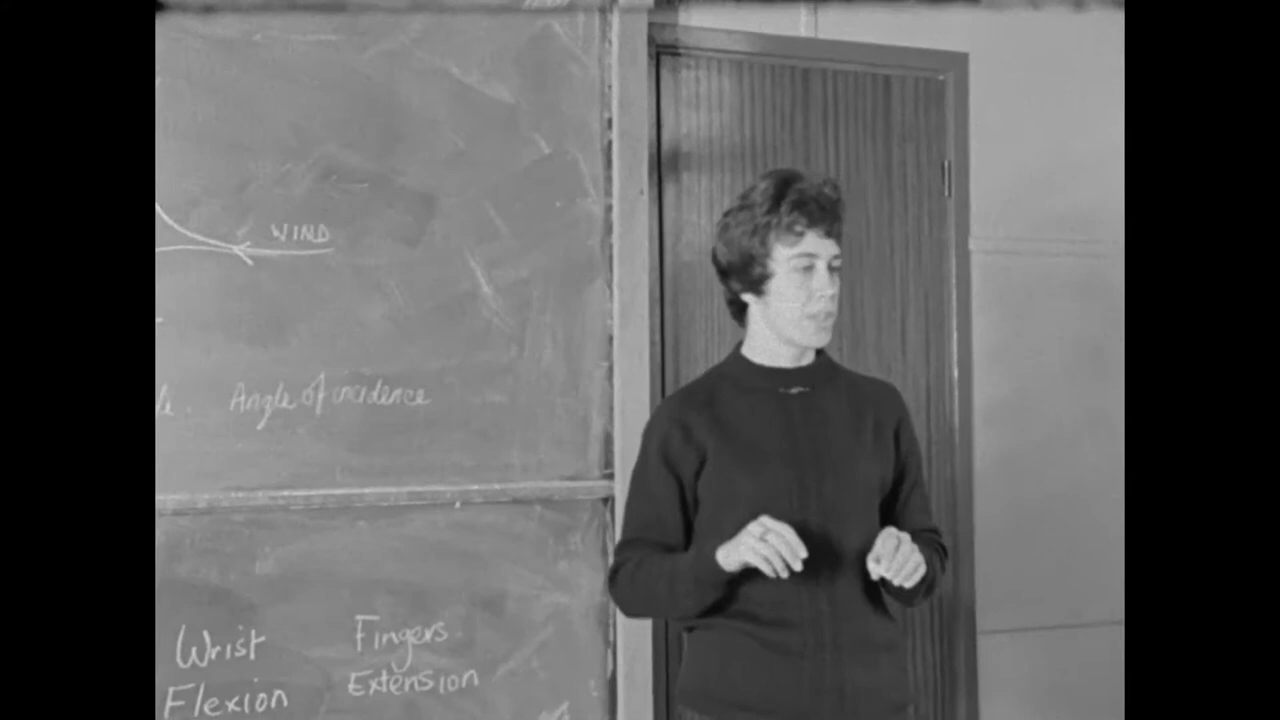 WIND
Angle of incidence
Wrist Fingers
Flexion Extension